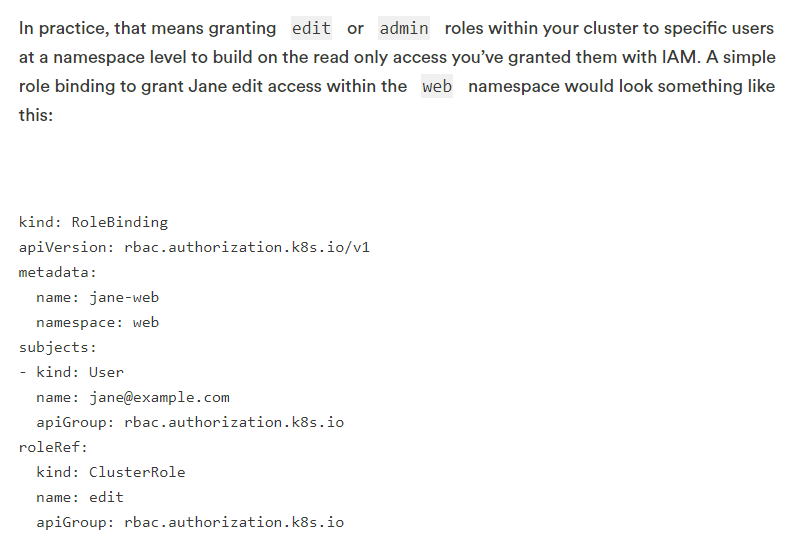 In practice, that means granting edit or admin roles within your cluster to specific users
at a namespace level to build on the read only access you’ve granted them with IAM. A simple
role binding to grant Jane edit access within the web namespace would look something like
this:
kind: RoleBinding
apiVersion: rbac.authorization.k8s.io/v1
metadata:
  name: jane-web
  namespace: web
subjects:
- kind: User
  name: jane@example.com
  apiGroup: rbac.authorization.k8s.io
roleRef:
  kind: ClusterRole
  name: edit
  apiGroup: rbac.authorization.k8s.io